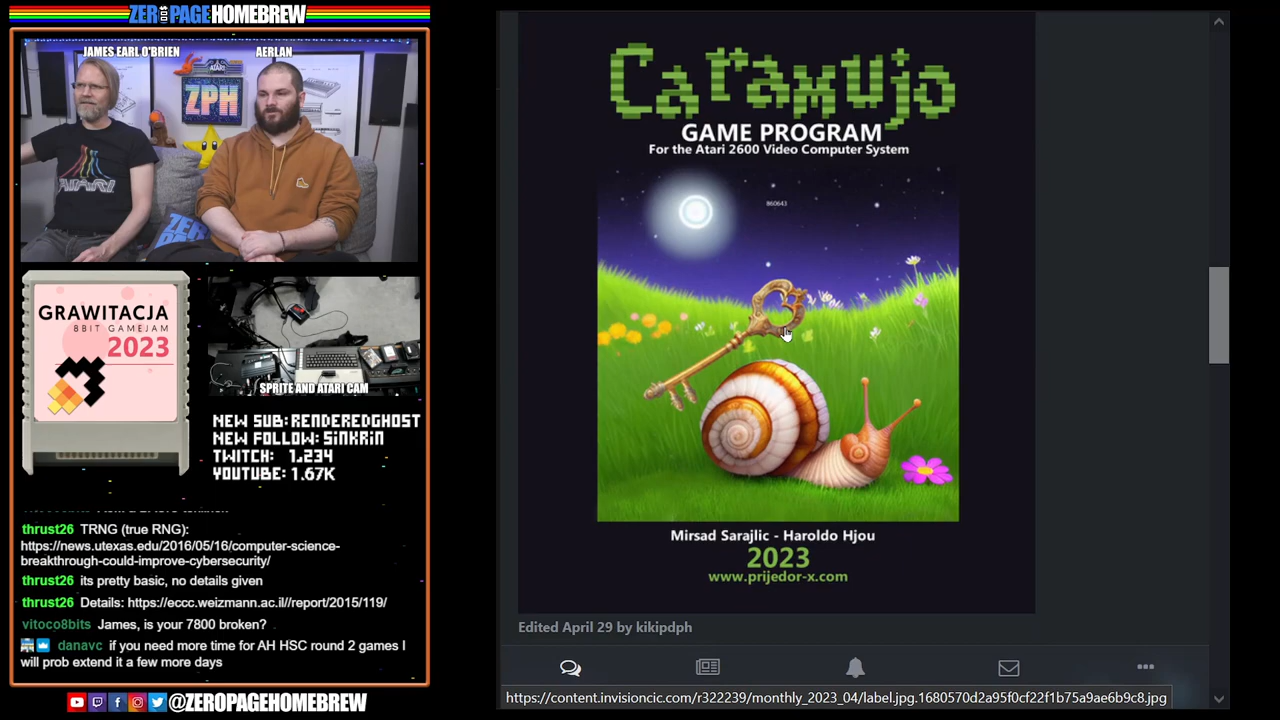 ZEROPAGE HOMEBREW
JAMES EARL O'BRIEN
AERLAN
ATARI
ZPH
ATARI
GRAWITACJA
8BIT GAMEJAM
2023
SPRITE AND ATARI CAM
NEW SUB: RENDEREDGHOST
NEW FOLLOW: SINKRIN
TWITCH: 1,234
YOUTUBE: 1.67K
thrust26 TRNG (true RNG):
https://news.utexas.edu/2016/05/16/computer-science-
breakthrough-could-improve-cybersecurity/
thrust26 its pretty basic, no details given
thrust26 Details: https://eccc.weizmann.ac.il//report/2015/119/
vitoco8bits James, is your 7800 broken?
danavc if you need more time for AH HSC round 2 games I
will prob extend it a few more days
@ZEROPAGEHOMEBREW
Caramujo
GAME PROGRAM
For the Atari 2600 Video Computer System
860643
Mirsad Sarajlic - Haroldo Hjou
2023
www.prijedor-x.com
Edited April 29 by kikipdph
https://content.invisioncic.com/r322239/monthly_2023_04/label.jpg.1680570d2a95f0cf22f1b75a9ae6b9c8.jpg